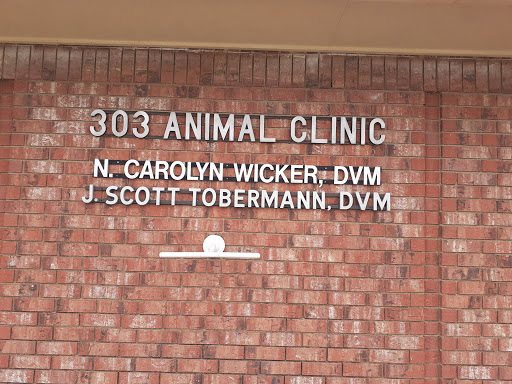 303 ANIMAL CLINIC
N. CAROLYN WICKER, DVM
J. SCOTT TOBERMANN, DVM